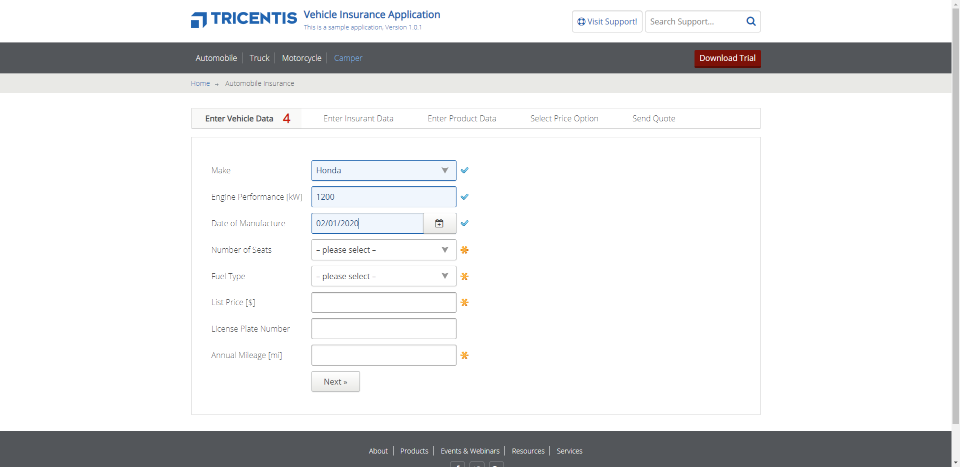 TRICENTIS Vehicle Insurance Application
This is a sample application. Version 1.0.1
Visit Support!
Search Support...
Automobile Truck Motorcycle Camper
Download Trial
Home → Automobile Insurance
Enter Vehicle Data 4 Enter Insurant Data Enter Product Data Select Price Option Send Quote
Make Honda
Engine Performance [kW] 1200
Date of Manufacture 02/01/2020
Number of Seats – please select –
Fuel Type – please select –
List Price [$]
License Plate Number
Annual Mileage [mi]
Next »
About Products Events & Webinars Resources Services